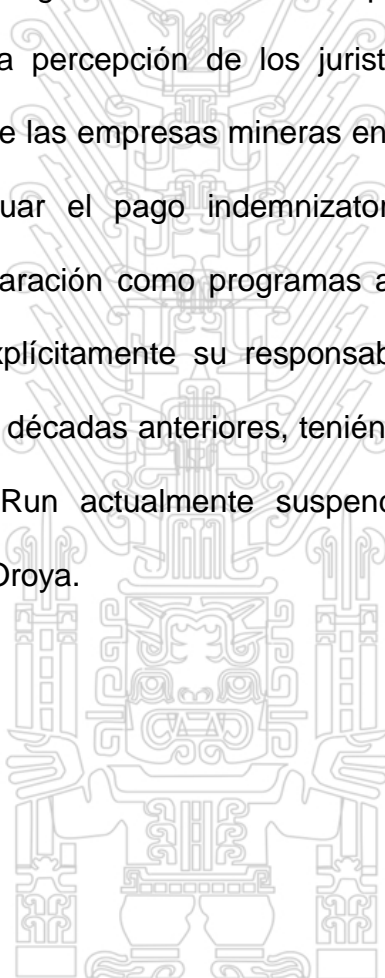 a percepción de los jurist
e las empresas mineras en
uar el pago indemnizator
aración como programas a
xplícitamente su responsab
décadas anteriores, tenién
Run actualmente suspend
Oroya.